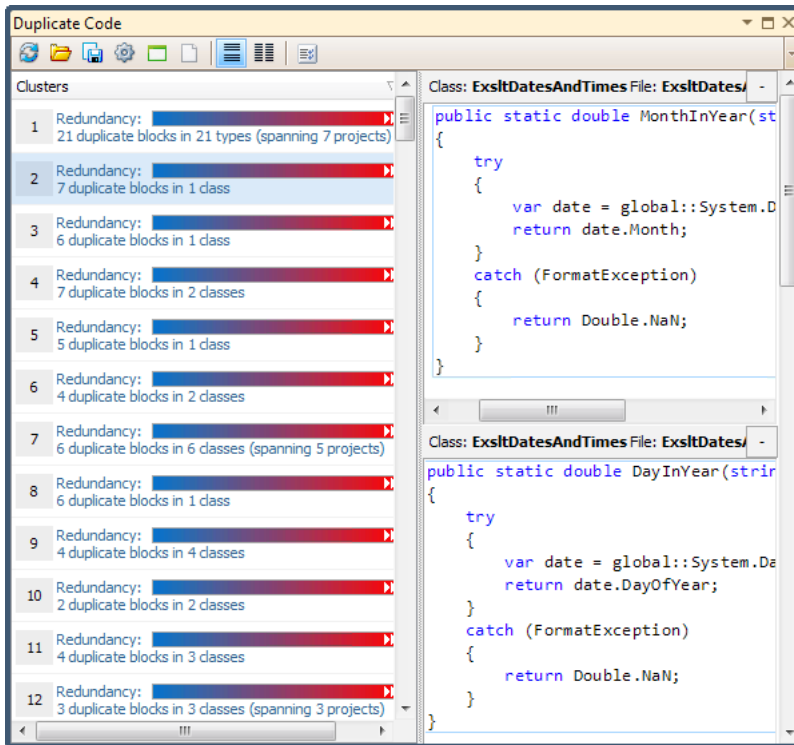 Duplicate Code
Clusters
1
Redundancy:
21 duplicate blocks in 21 types (spanning 7 projects)
2
Redundancy:
7 duplicate blocks in 1 class
3
Redundancy:
6 duplicate blocks in 1 class
4
Redundancy:
7 duplicate blocks in 2 classes
5
Redundancy:
5 duplicate blocks in 1 class
6
Redundancy:
4 duplicate blocks in 2 classes
7
Redundancy:
6 duplicate blocks in 6 classes (spanning 5 projects)
8
Redundancy:
6 duplicate blocks in 1 class
9
Redundancy:
4 duplicate blocks in 4 classes
10
Redundancy:
2 duplicate blocks in 2 classes
11
Redundancy:
4 duplicate blocks in 3 classes
12
Redundancy:
3 duplicate blocks in 3 classes (spanning 3 projects)
Class: ExsltDatesAndTimes File: ExsltDates/ -
public static double MonthInYear(st
{
try
{
var date = global::System.D
return date.Month;
}
catch (FormatException)
{
return Double.NaN;
}
}
Class: ExsltDatesAndTimes File: ExsltDates/ -
public static double DayInYear(strin
{
try
{
var date = global::System.Da
return date.DayOfYear;
}
catch (FormatException)
{
return Double.NaN;
}
}